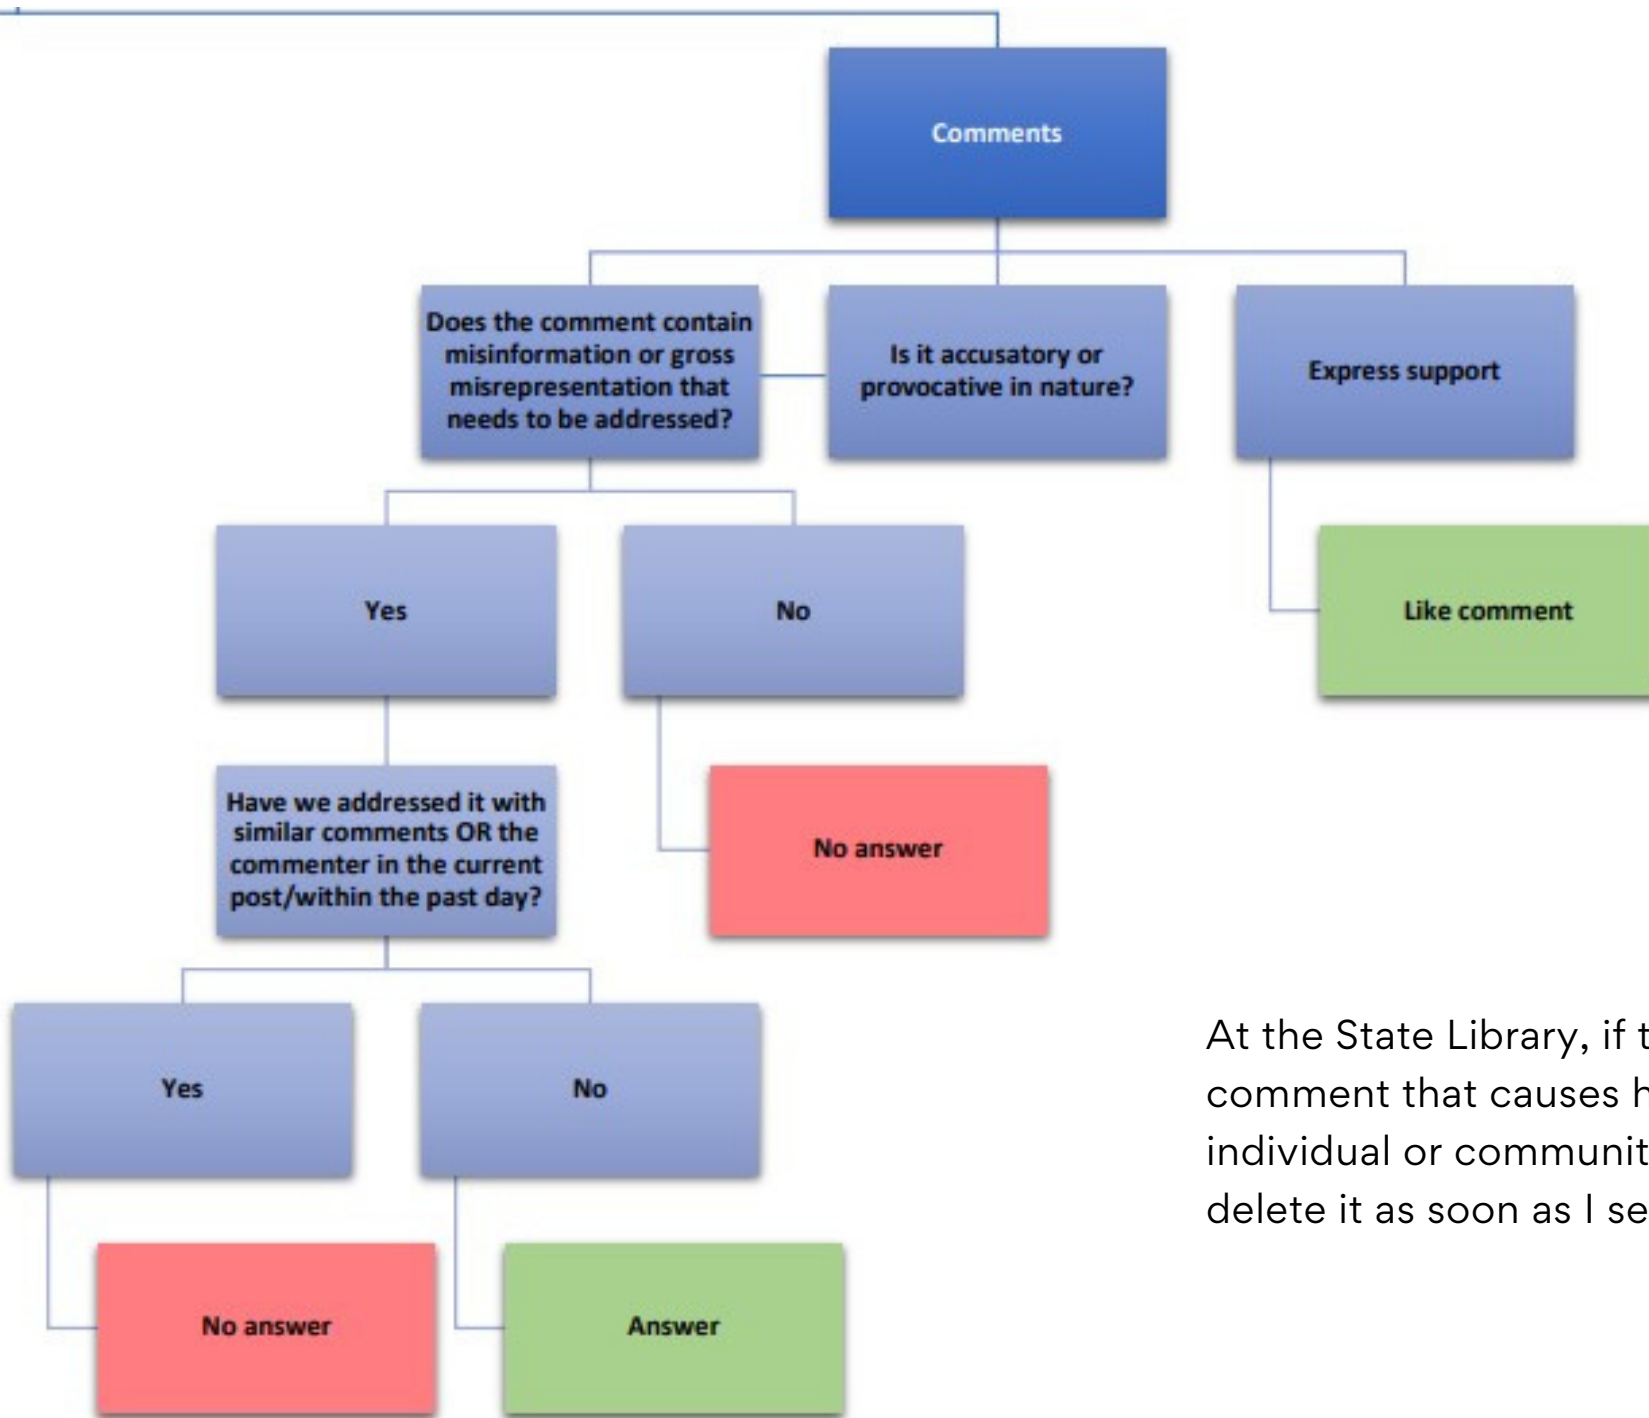 Comments
Does the comment contain
misinformation or gross
misrepresentation that
needs to be addressed?
Is it accusatory or
provocative in nature?
Express support
Yes
No
Like comment
Have we addressed it with
similar comments OR the
commenter in the current
post/within the past day?
No answer
Yes
No
No answer
Answer
At the State Library, if
comment that causes
individual or
delete it as soon as I